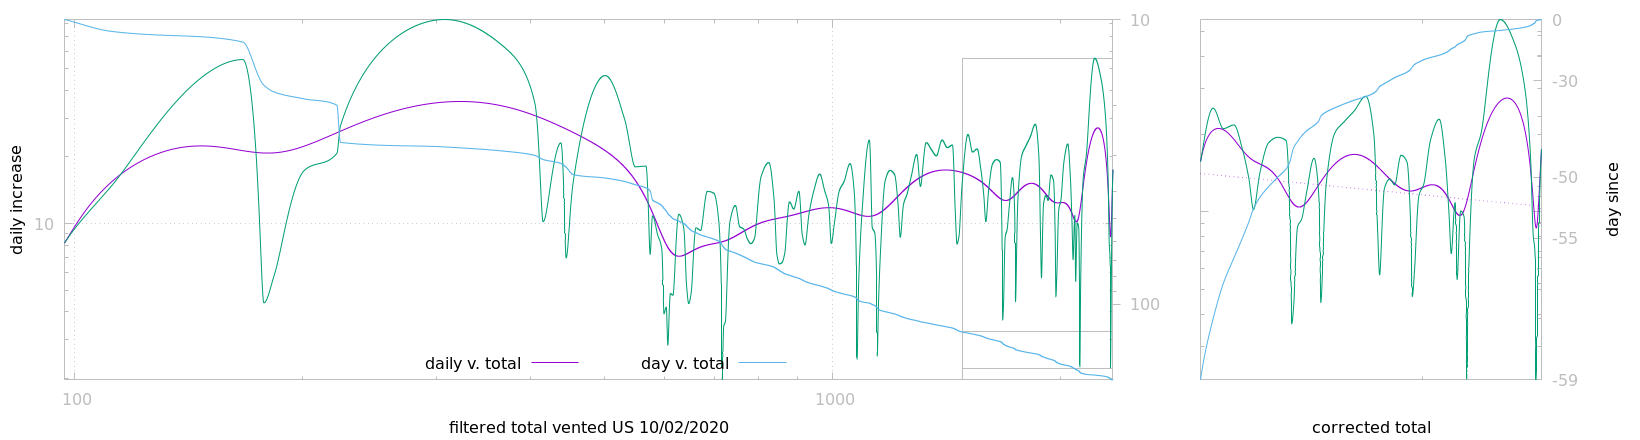 10
0
-30
daily increase
-50
day since
10
-55
100
daily v. total
day v. total
-59
100
1000
filtered total vented US 10/02/2020
corrected total